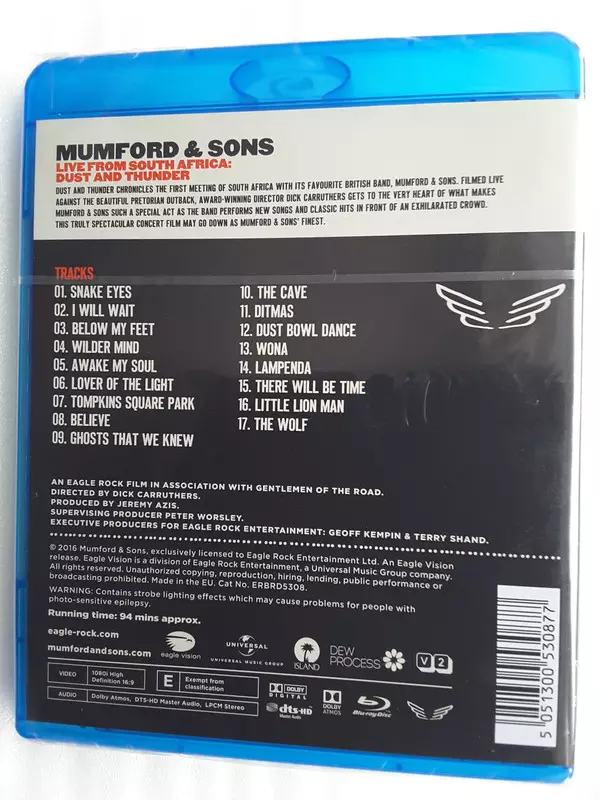 MUMFORD & SONS
LIVE FROM SOUTH AFRICA:
DUST AND THUNDER
DUST AND THUNDER CHRONICLES THE FIRST MEETING OF SOUTH AFRICA WITH ITS FAVOURITE BRITISH BAND, MUMFORD & SONS. FILMED LIVE
AGAINST THE BEAUTIFUL PRETORIAN OUTBACK, AWARD-WINNING DIRECTOR DICK CARRUTHERS GETS TO THE VERY HEART OF WHAT MAKES
MUMFORD & SONS SUCH A SPECIAL ACT AS THE BAND PERFORMS NEW SONGS AND CLASSIC HITS IN FRONT OF AN EXHILARATED CROWD.
THIS TRULY SPECTACULAR CONCERT FILM MAY GO DOWN AS MUMFORD & SONS' FINEST.
TRACKS
01. SNAKE EYES
02. I WILL WAIT
03. BELOW MY FEET
04. WILDER MIND
05. AWAKE MY SOUL
06. LOVER OF THE LIGHT
07. TOMPKINS SQUARE PARK
08. BELIEVE
09. GHOSTS THAT WE KNEW
10. THE CAVE
11. DITMAS
12. DUST BOWL DANCE
13. WONA
14. LAMPENDA
15. THERE WILL BE TIME
16. LITTLE LION MAN
17. THE WOLF
AN EAGLE ROCK FILM IN ASSOCIATION WITH GENTLEMEN OF THE ROAD.
DIRECTED BY DICK CARRUTHERS.
PRODUCED BY JEREMY AZIS.
SUPERVISING PRODUCER PETER WORSLEY.
EXECUTIVE PRODUCERS FOR EAGLE ROCK ENTERTAINMENT: GEOFF KEMPIN & TERRY SHAND.
© 2016 Mumford & Sons, exclusively licensed to Eagle Rock Entertainment Ltd. An Eagle Vision
release. Eagle Vision is a division of Eagle Rock Entertainment, a Universal Music Group company.
All rights reserved. Unauthorized copying, reproduction, hiring, lending, public performance or
broadcasting prohibited. Made in the EU. Cat No. ERBRD5308.
WARNING: Contains strobe lighting effects which may cause problems for people with
photo-sensitive epilepsy.
Running time: 94 mins approx.
eagle-rock.com
mumfordandsons.com
eagle vision
UNIVERSAL
UNIVERSAL MUSIC GROUP
ISLAND
DEW
PROCESS
V2
VIDEO
1080i High
Definition 16:9
E
Exempt from
classification
AUDIO
Dolby Atmos, DTS-HD Master Audio, LPCM Stereo
DOLBY
DIGITAL
dts-HD
Master Audio
DOLBY
ATMOS
Blu-ray Disc
5 051300 530877